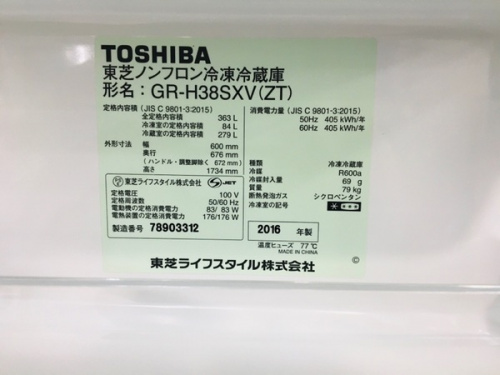 TOSHIBA
東芝ノンフロン冷凍冷蔵庫
形名：GR-H38SXV(ZT)
定格内容積 (JIS C 9801-3:2015)
全定格内容積 363 L
冷凍室の定格内容積 84 L
冷蔵室の定格内容積 279 L
外形寸法 幅 600 mm
奥行 676 mm
(ハンドル・調整脚除く 672 mm)
高さ 1734 mm
東芝ライフスタイル株式会社 JET
定格電圧 100 V
定格周波数 50/60 Hz
電動機の定格消費電力 83/ 83 W
電熱装置の定格消費電力 176/176 W
製造番号 78903312
消費電力量 (JIS C 9801-3:2015)
50Hz 405 kWh/年
60Hz 405 kWh/年
種類 冷凍冷蔵庫
冷媒 R600a
冷媒封入量 69 g
質量 79 kg
断熱発泡ガス シクロペンタン
冷凍室の記号
2016 年製
温度ヒューズ 77℃
MADE IN CHINA
東芝ライフスタイル株式会社
©